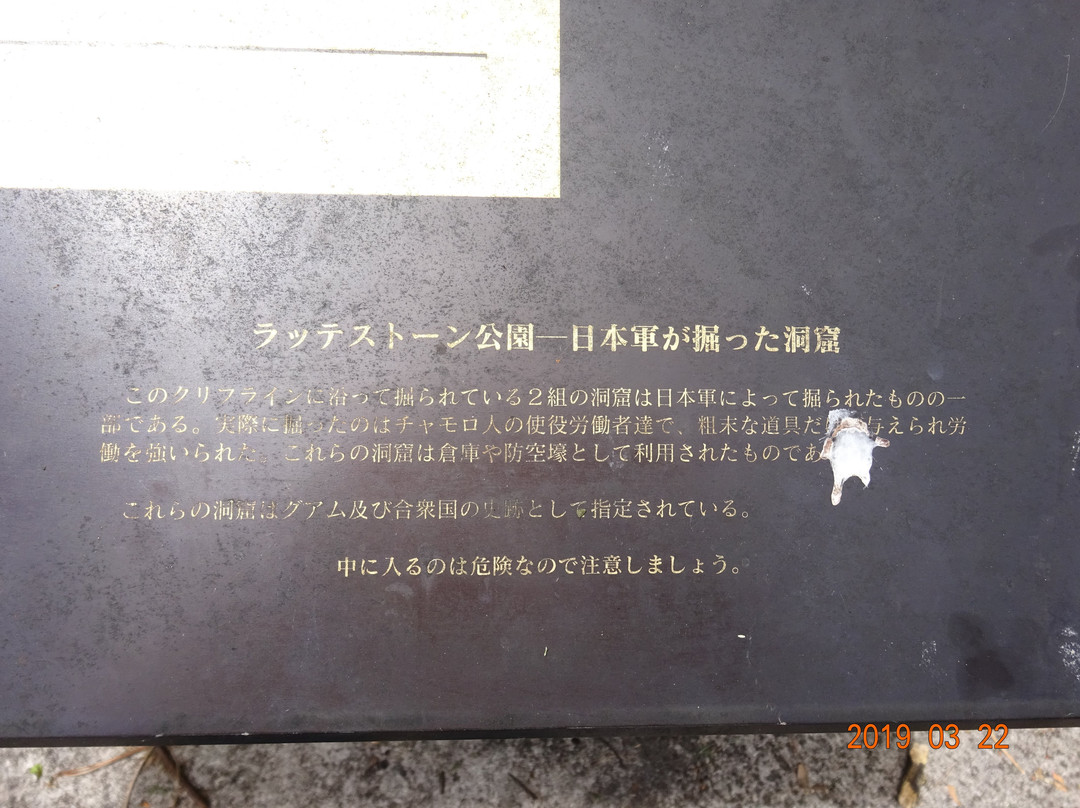 ラッテストーン公園―日本軍が掘った洞窟
このクリフラインに沿って掘られている２組の洞窟は日本軍によって掘られたものの一
部である。実際に掘ったのはチャモロ人の使役労働者達で、粗末な道具だ 与えられ労
働を強いられた。これらの洞窟は倉庫や防空壕として利用されたものであ
これらの洞窟はグアム及び合衆国の史跡として指定されている。
中に入るのは危険なので注意しましょう。
2019 03 22